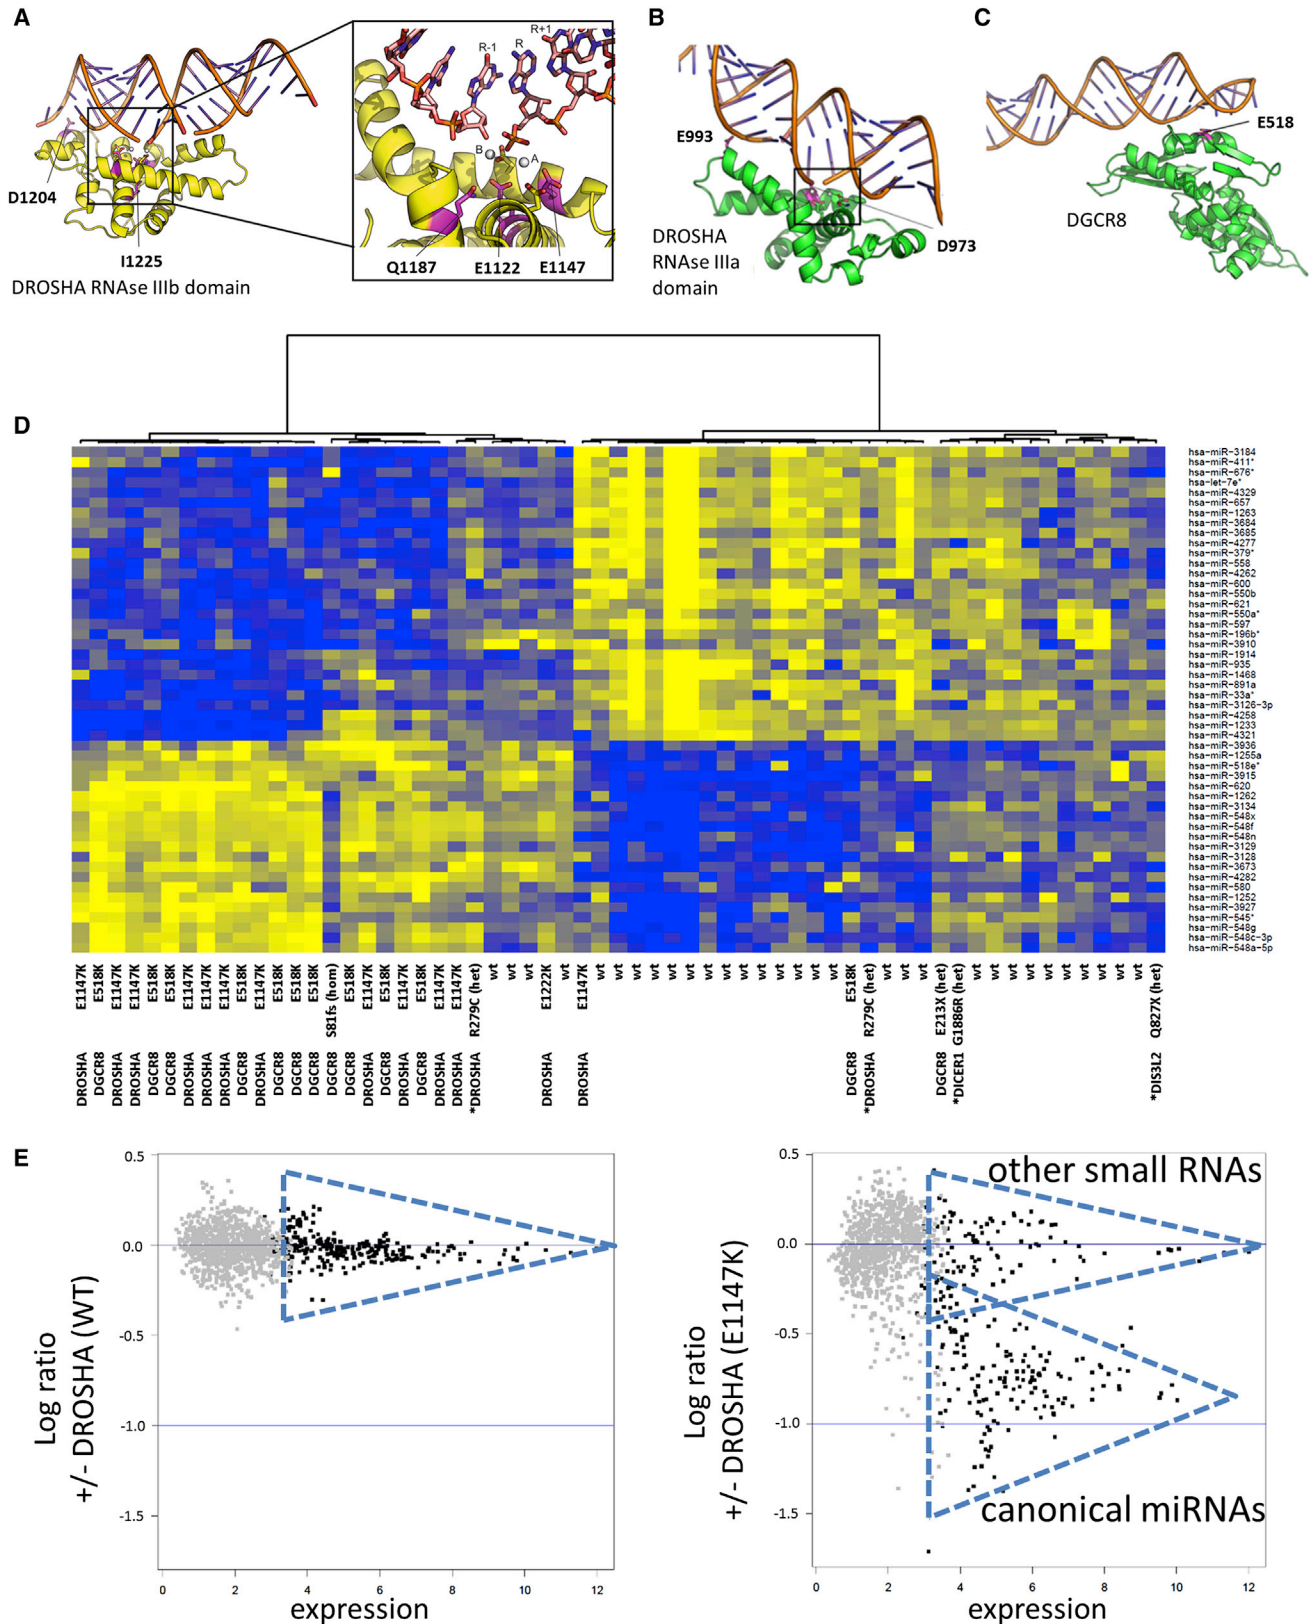 A
D1204
I1225
DROSHA RNAse IIIb domain
R-1
R
R+1
B
A
Q1187
E1122
E1147
B
E993
D973
DROSHA
RNAse IIIa
domain
C
E518
DGCR8
D
hsa-miR-3184
hsa-miR-411*
hsa-miR-676*
hsa-let-7e*
hsa-miR-4329
hsa-miR-657
hsa-miR-1263
hsa-miR-3684
hsa-miR-3685
hsa-miR-4277
hsa-miR-379*
hsa-miR-558
hsa-miR-4262
hsa-miR-600
hsa-miR-550b
hsa-miR-621
hsa-miR-550a*
hsa-miR-597
hsa-miR-196b*
hsa-miR-3910
hsa-miR-1914
hsa-miR-935
hsa-miR-1468
hsa-miR-891a
hsa-miR-33a*
hsa-miR-3126-3p
hsa-miR-4258
hsa-miR-1233
hsa-miR-4321
hsa-miR-3936
hsa-miR-1255a
hsa-miR-518e*
hsa-miR-3915
hsa-miR-620
hsa-miR-1262
hsa-miR-3134
hsa-miR-548x
hsa-miR-548f
hsa-miR-548n
hsa-miR-3129
hsa-miR-3128
hsa-miR-3673
hsa-miR-4282
hsa-miR-580
hsa-miR-1252
hsa-miR-3927
hsa-miR-545*
hsa-miR-548g
hsa-miR-548c-3p
hsa-miR-548a-5p
DROSHA E1147K
DGCR8 E518K
DROSHA E1147K
DROSHA E1147K
DGCR8 E518K
DGCR8 E518K
DROSHA E1147K
DROSHA E1147K
DROSHA E1147K
DGCR8 E518K
DROSHA E1147K
DGCR8 E518K
DGCR8 E518K
DGCR8 E518K
DGCR8 S81fs (hom)
DGCR8 E518K
DROSHA E1147K
DGCR8 E518K
DROSHA E1147K
DGCR8 E518K
DROSHA E1147K
DROSHA E1147K
*DROSHA R279C (het)
wt
wt
wt
DROSHA E1122K
wt
DROSHA E1147K
wt
wt
wt
wt
wt
wt
wt
wt
wt
wt
wt
wt
wt
wt
DGCR8 E518K
*DROSHA R279C (het)
wt
wt
wt
DGCR8 E213X (het)
*DICER1 G1886R (het)
wt
wt
wt
wt
wt
wt
wt
wt
wt
wt
*DIS3L2 Q827X (het)
E
0.5
0.0
-0.5
-1.0
-1.5
Log ratio
+/- DROSHA (WT)
0 2 4 6 8 10 12
expression
0.5
0.0
-0.5
-1.0
-1.5
Log ratio
+/- DROSHA (E1147K)
other small RNAs
canonical miRNAs
0 2 4 6 8 10 12
expression